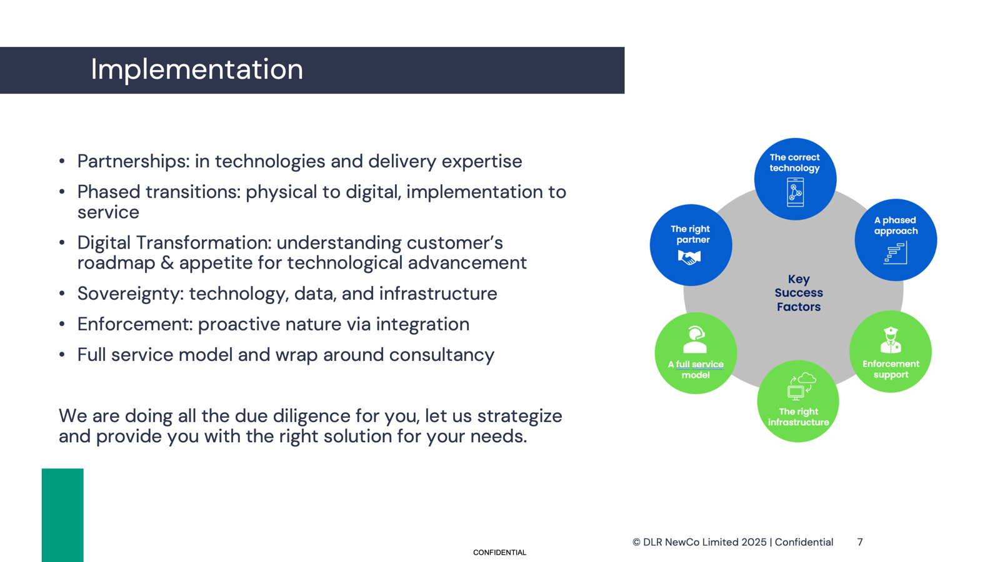 Implementation
• Partnerships: in technologies and delivery expertise
• Phased transitions: physical to digital, implementation to
service
• Digital Transformation: understanding customer’s
roadmap & appetite for technological advancement
• Sovereignty: technology, data, and infrastructure
• Enforcement: proactive nature via integration
• Full service model and wrap around consultancy
We are doing all the due diligence for you, let us strategize
and provide you with the right solution for your needs.
The correct
technology
A phased
approach
Enforcement
support
The right
infrastructure
A full service
model
The right
partner
Key
Success
Factors
© DLR NewCo Limited 2025 | Confidential
7
CONFIDENTIAL